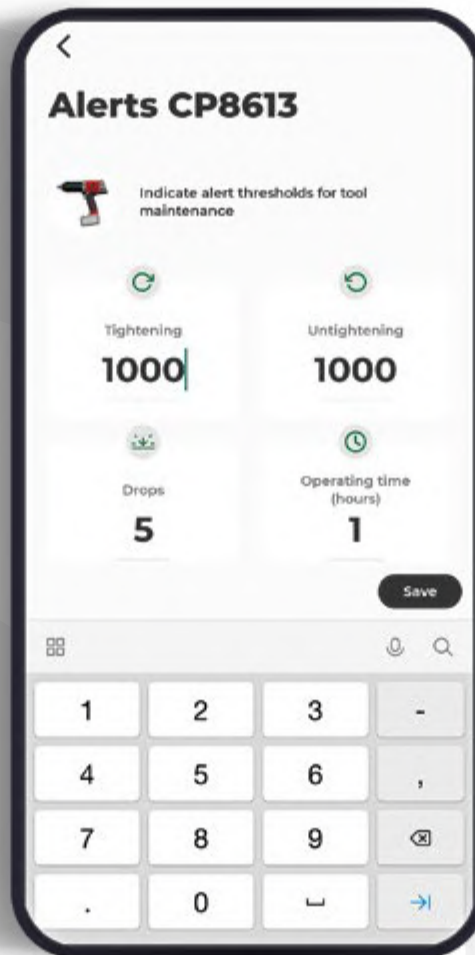 Alerts CP8613
Indicate alert thresholds for tool
maintenance
Tightening
1000
Untightening
1000
Drops
5
Operating time
(hours)
1
Save
1 2 3 -
4 5 6 ,
7 8 9
. 0